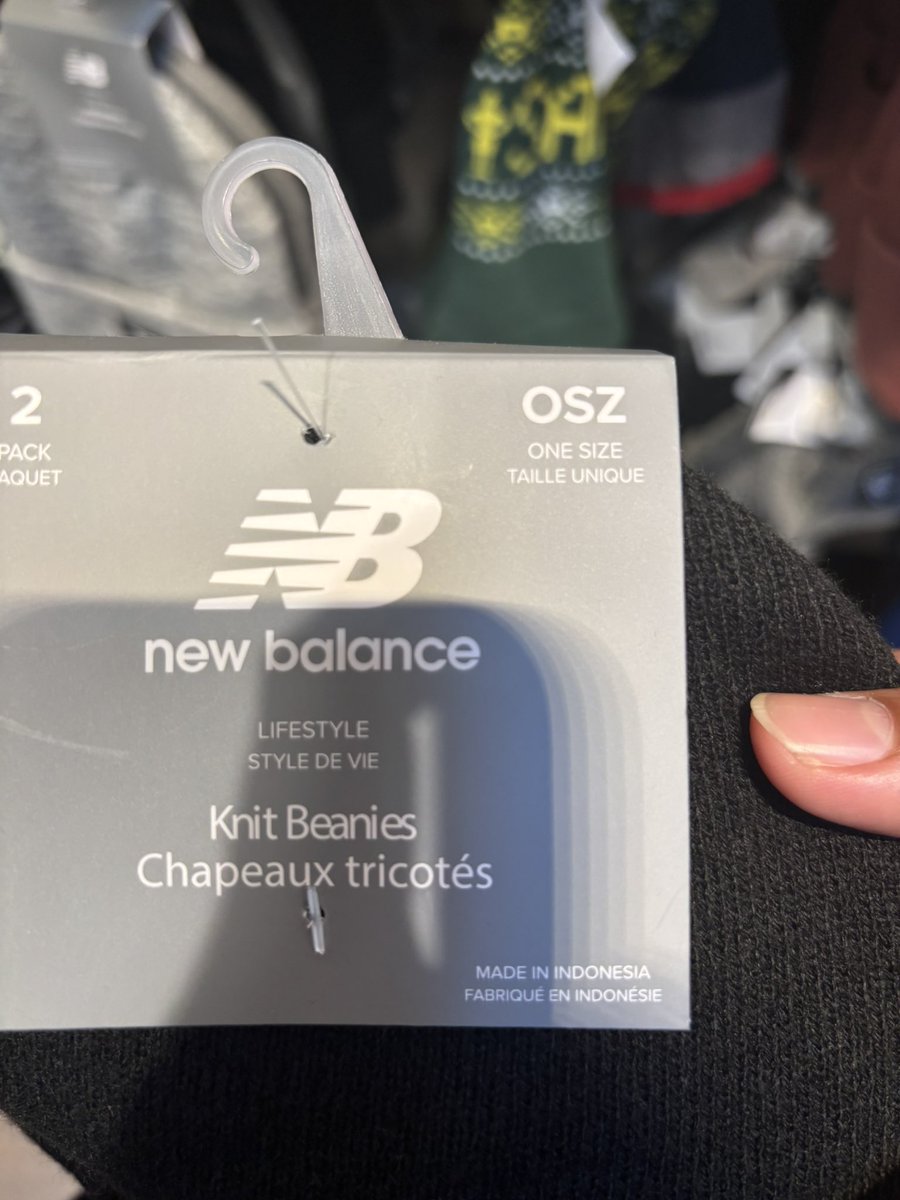 2
PACK
AQUET
OSZ
ONE SIZE
TAILLE UNIQUE
NB
new balance
LIFESTYLE
STYLE DE VIE
Knit Beanies
Chapeaux tricotés
MADE IN INDONESIA
FABRIQUÉ EN INDONÉSIE